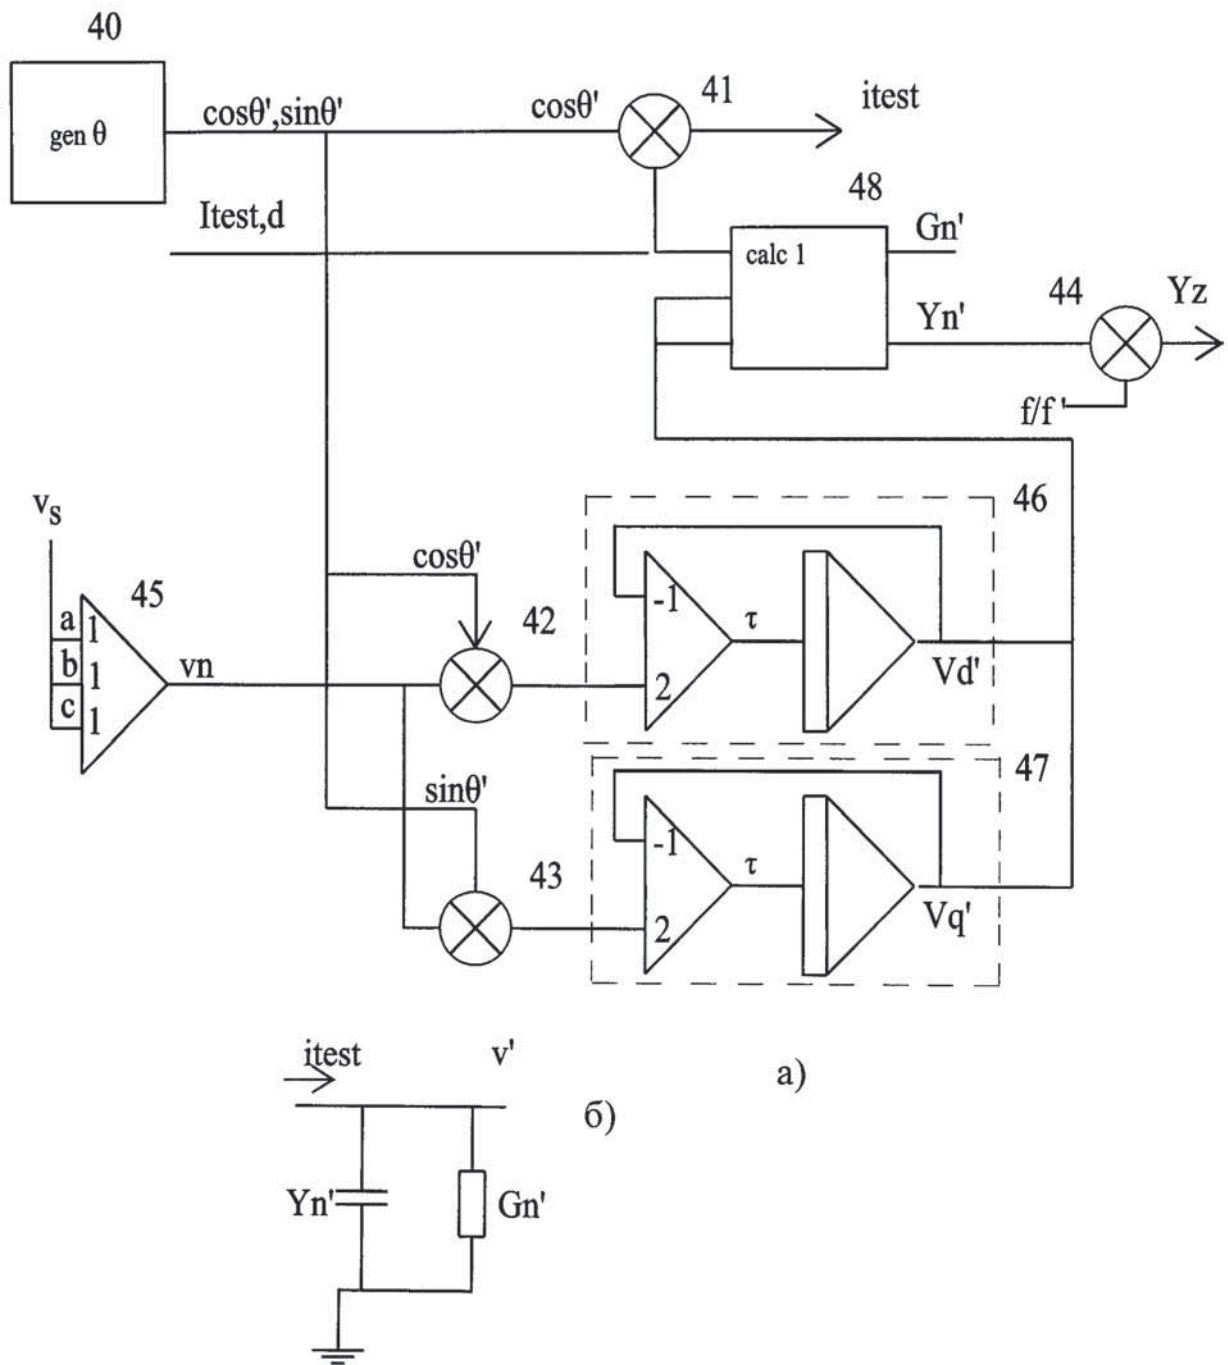 40
gen θ
cosθ',sinθ'
cosθ'
41
itest
Itest,d
48
calc 1
Gn'
Yn'
44
Yz
f/f'
46
vs
45
a 1
b 1
c 1
vn
cosθ'
42
-1
2
τ
Vd'
47
sinθ'
43
-1
2
τ
Vq'
a)
itest
v'
б)
Yn'
Gn'